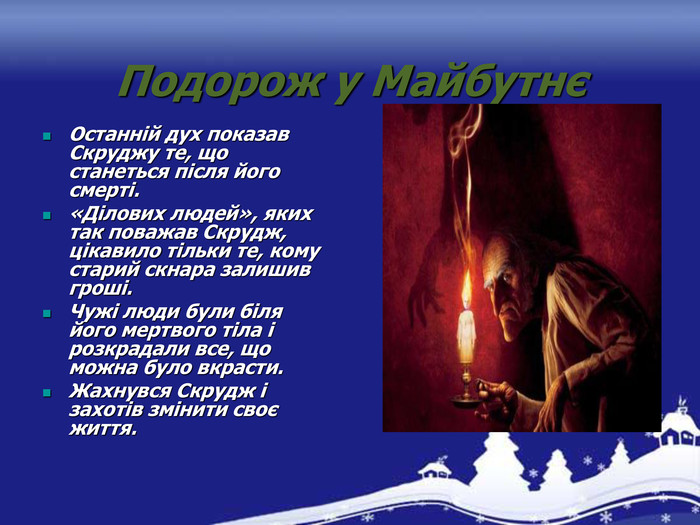 Подорож у Майбутнє
Останній дух показав
Скруджу те, що
станеться після його
смерті.
«Ділових людей», яких
так поважав Скрудж,
цікавило тільки те, кому
старий скнара залишив
гроші.
Чужі люди були біля
його мертвого тіла і
розкрадали все, що
можна було вкрасти.
Жахнувся Скрудж і
захотів змінити своє
життя.